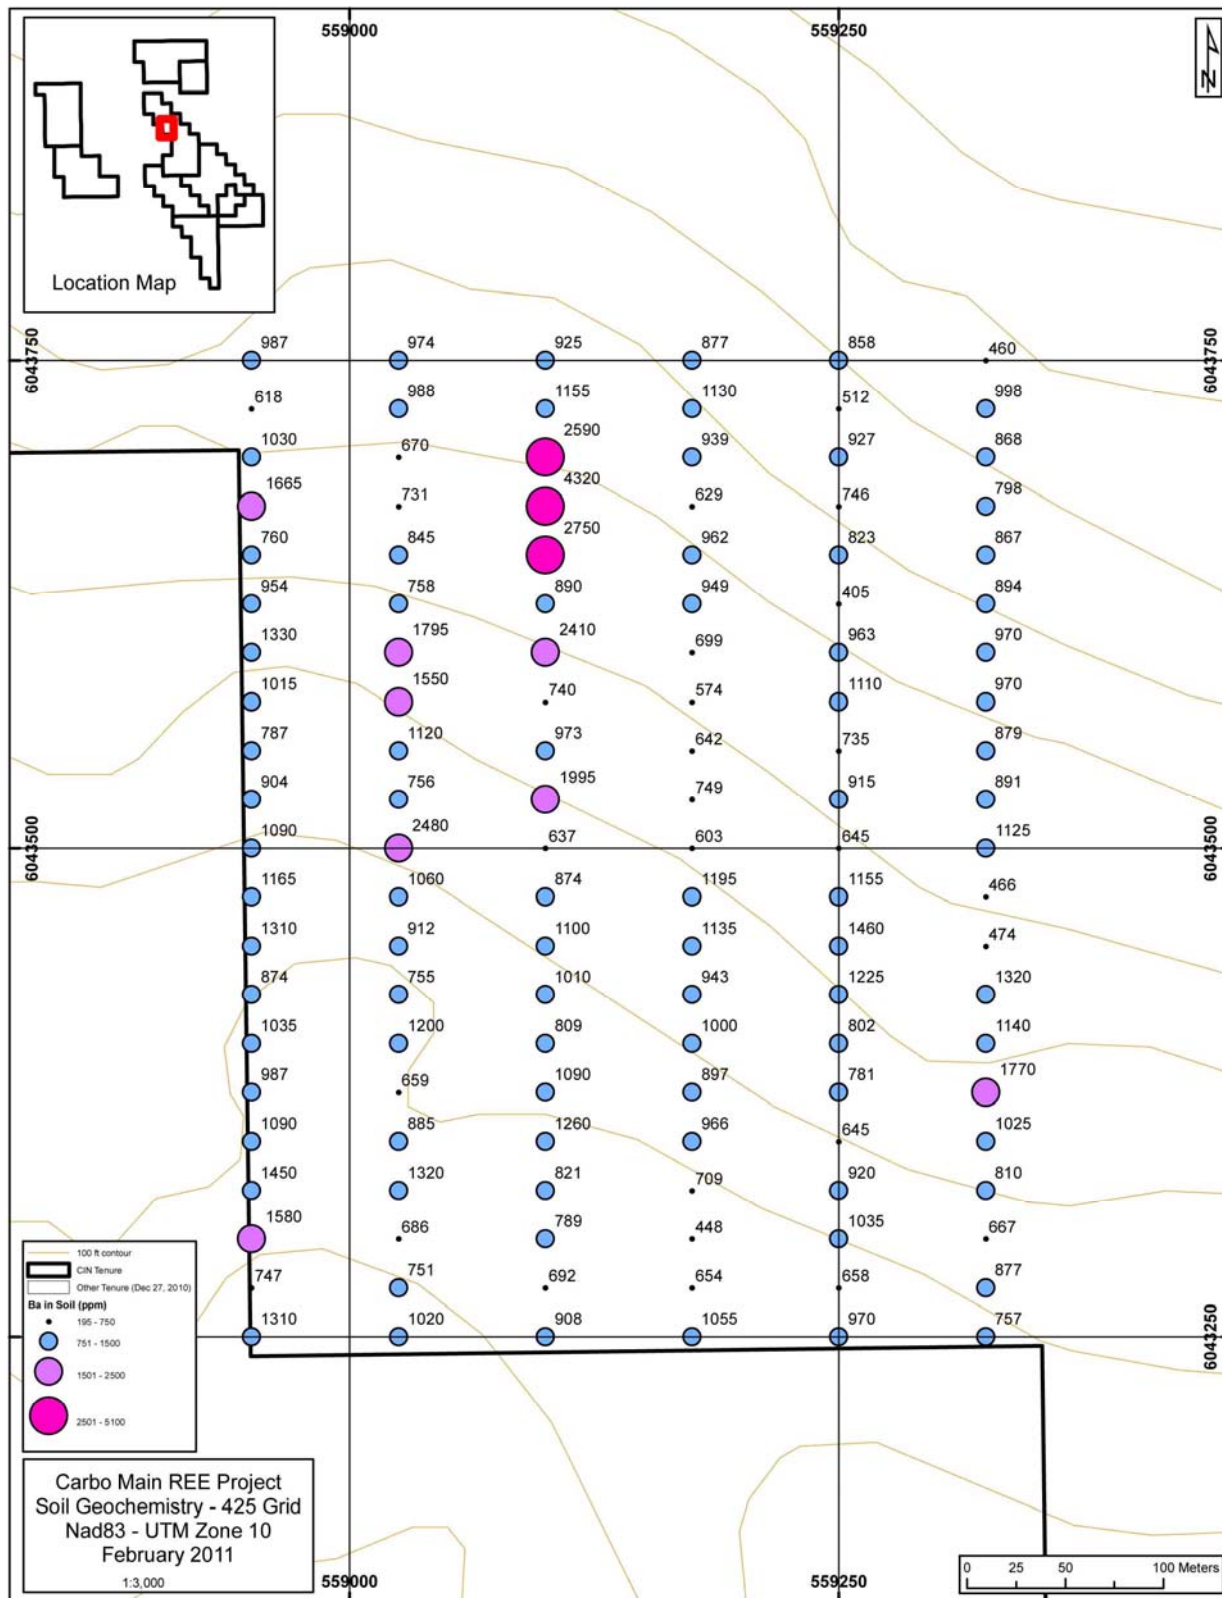 559000 559250
Location Map
N
6043750 6043750
987 974 925 877 858 460
618 988 1155 1130 512 998
1030 670 2590 939 927 868
1665 731 4320 629 746 798
760 845 2750 962 823 867
954 758 890 949 405 894
1330 1795 2410 699 963 970
1015 1550 740 574 1110 970
787 1120 973 642 735 879
904 756 1995 749 915 891
6043500 6043500
1090 2480 637 603 645 1125
1165 1060 874 1195 1155 466
1310 912 1100 1135 1460 474
874 755 1010 943 1225 1320
1035 1200 809 1000 802 1140
987 659 1090 897 781 1770
1090 885 1260 966 645 1025
1450 1320 821 709 920 810
1580 686 789 448 1035 667
747 751 692 654 658 877
6043250
1310 1020 908 1055 970 757
100 ft contour
CIN Tenure
Other Tenure (Dec 27, 2010)
Ba in Soil (ppm)
195 - 750
751 - 1500
1501 - 2500
2501 - 5100
Carbo Main REE Project
Soil Geochemistry - 425 Grid
Nad83 - UTM Zone 10
February 2011
1:3,000
559000 559250
0 25 50 100 Meters